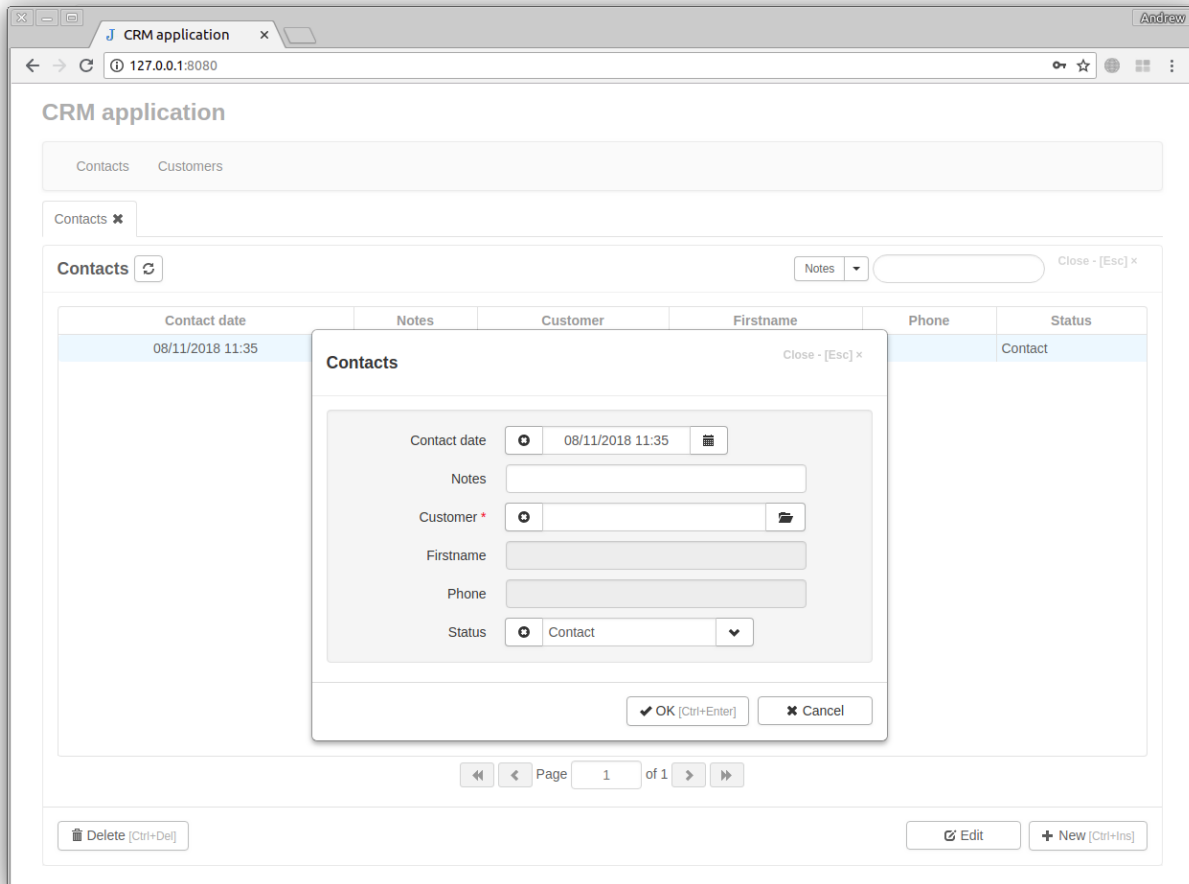 Andrew
CRM application
127.0.0.1:8080
CRM application
Contacts Customers
Contacts
Contacts Notes Close - [Esc] ×
Contact date Notes Customer Firstname Phone Status
08/11/2018 11:35 Contact
Contacts Close - [Esc] ×
Contact date 08/11/2018 11:35
Notes
Customer *
Firstname
Phone
Status Contact
OK [Ctrl+Enter] Cancel
Page 1 of 1
Delete [Ctrl+Del] Edit New [Ctrl+Ins]